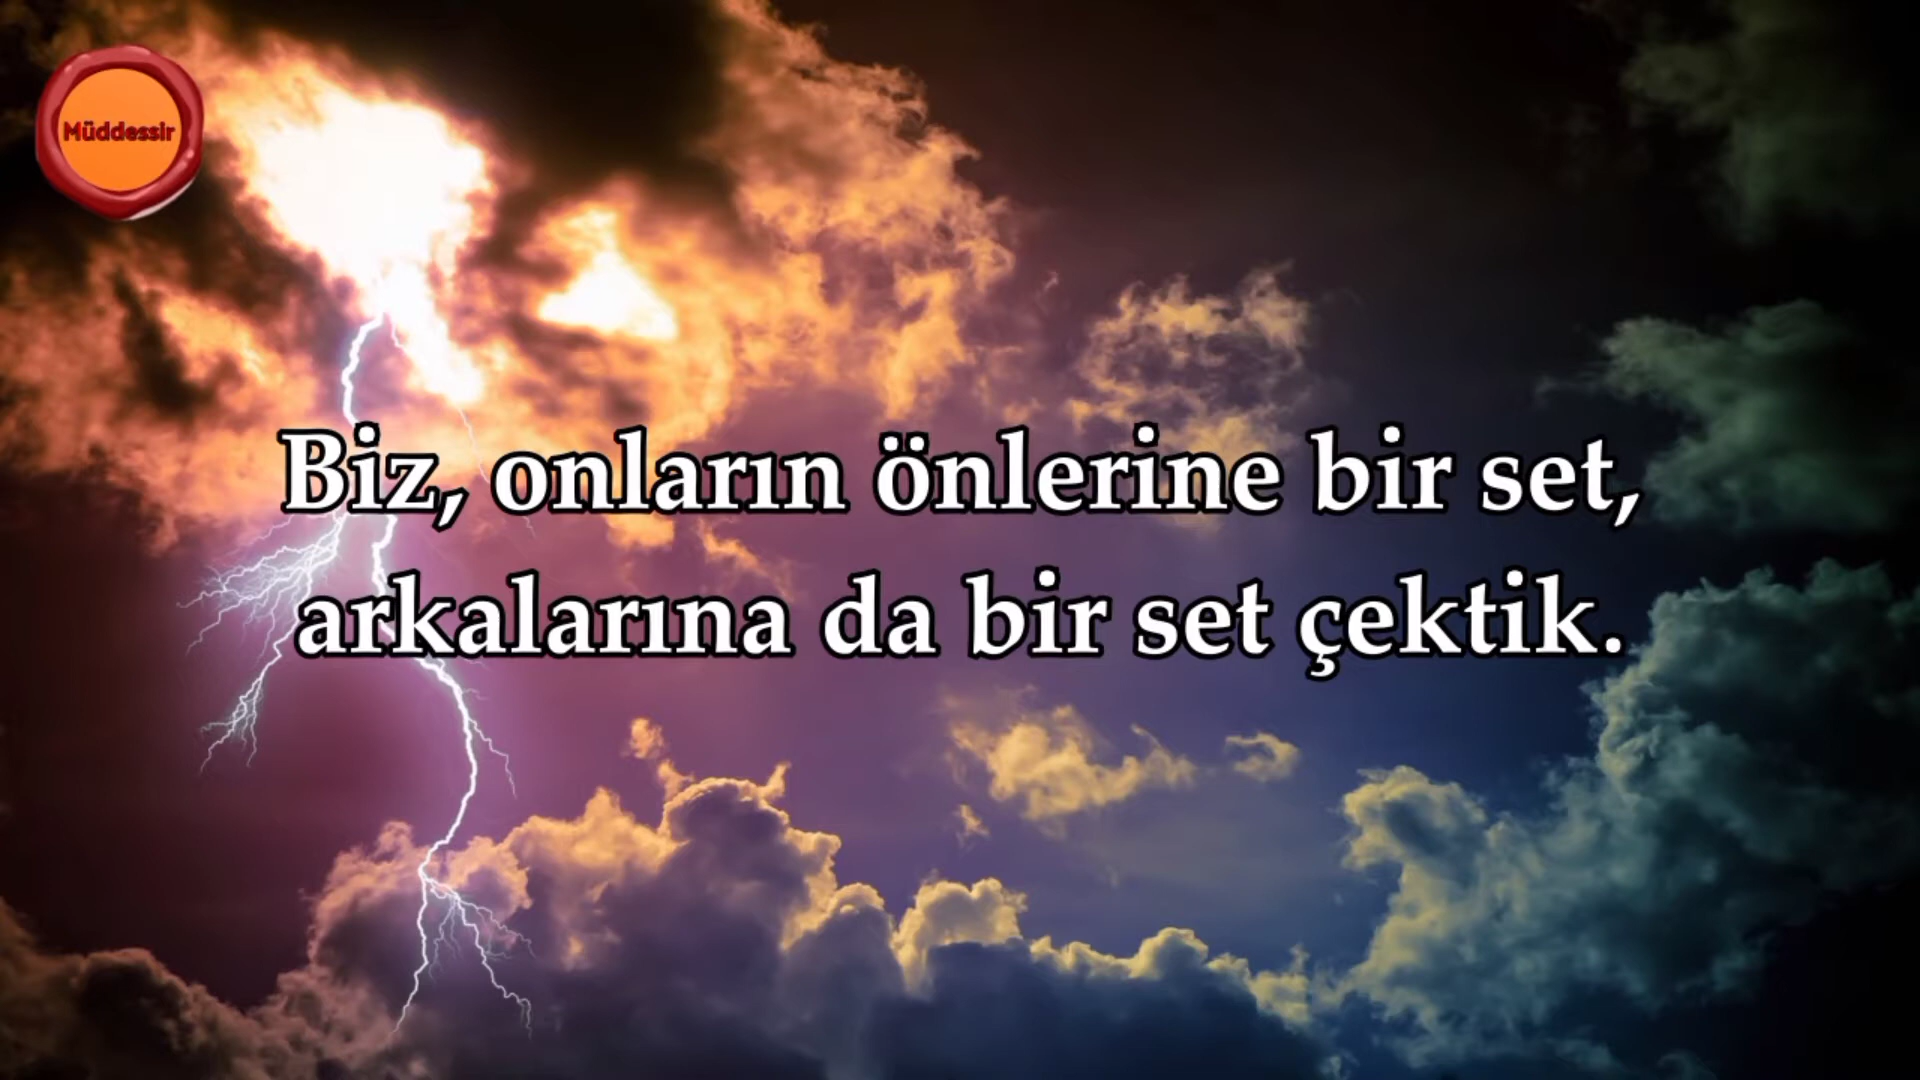 Müddessir
Biz, onların önlerine bir set,
arkalarına da bir set çektik.